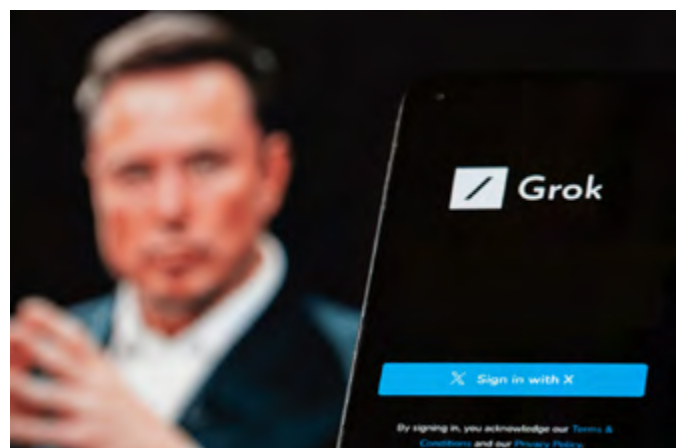 Grok
Sign in with X
By signing in, you acknowledge our Terms &
Conditions and our Privacy Policy.